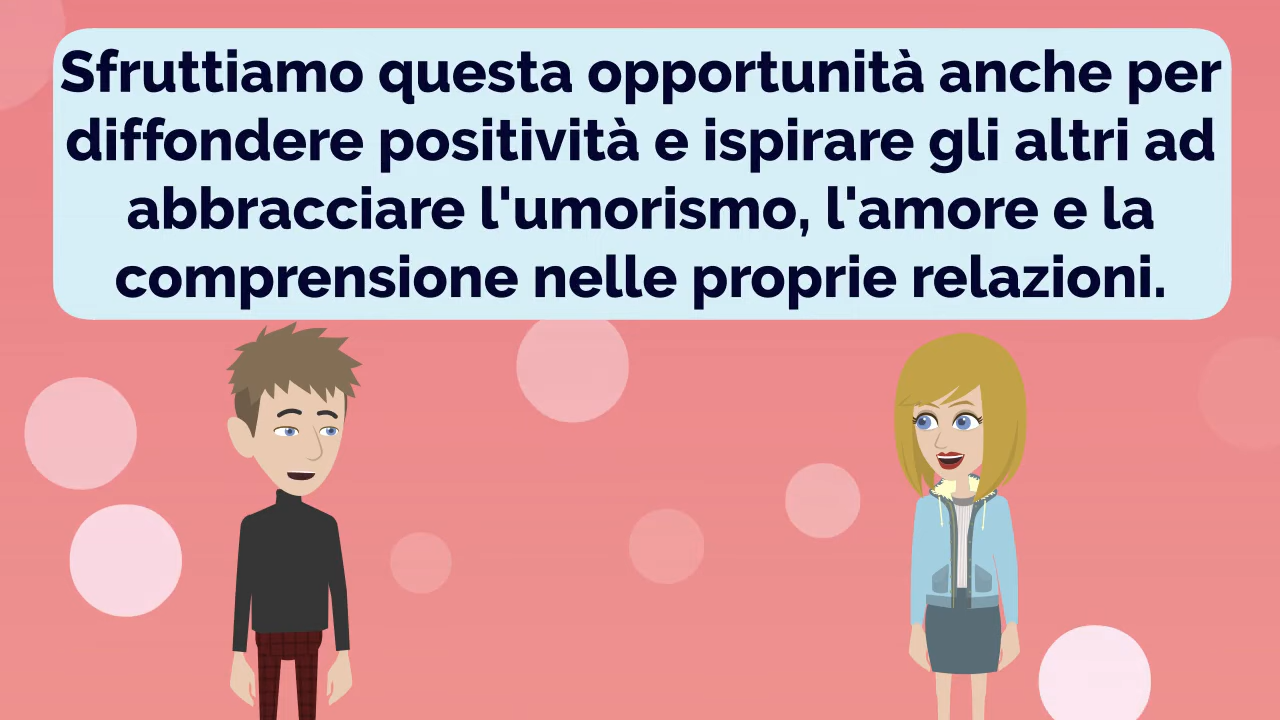 Sfruttiamo questa opportunità anche per
diffondere positività e ispirare gli altri ad
abbracciare l'umorismo, l'amore e la
comprensione nelle proprie relazioni.